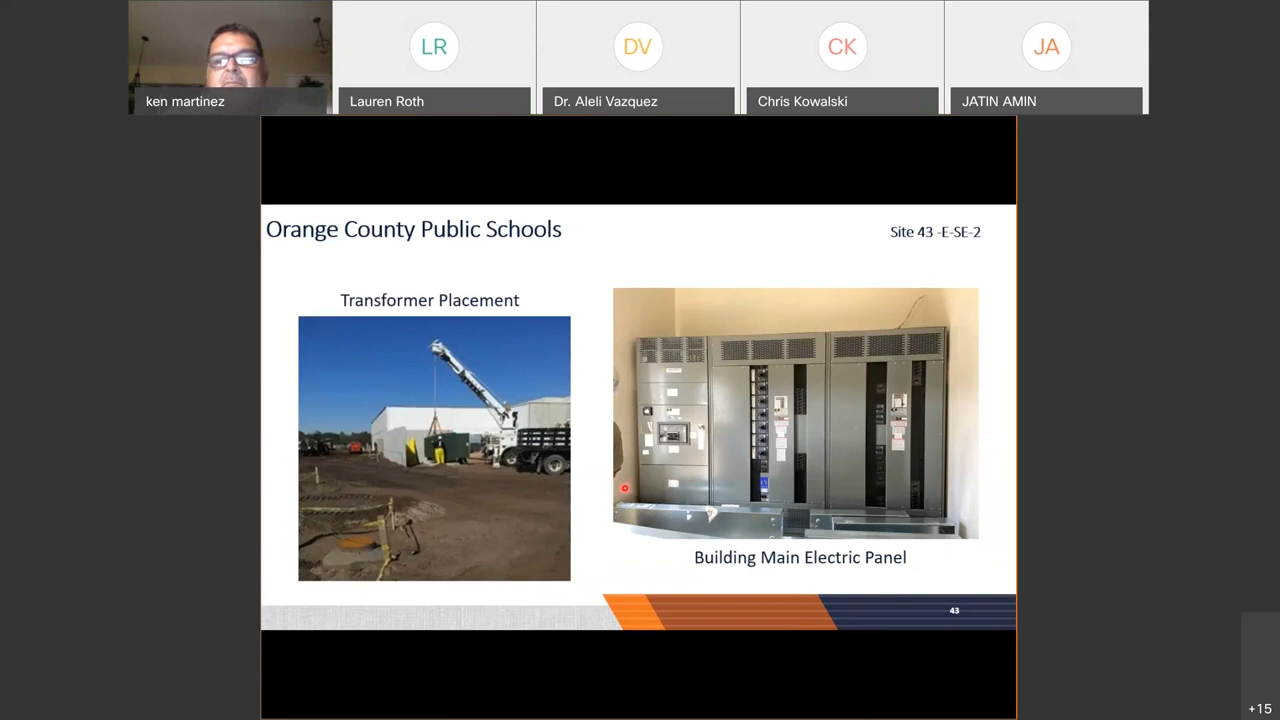 LR
DV
CK
JA
ken martinez
Lauren Roth
Dr. Aleli Vazquez
Chris Kowalski
JATIN AMIN
Orange County Public Schools
Site 43 -E-SE-2
Transformer Placement
Building Main Electric Panel
43
+15